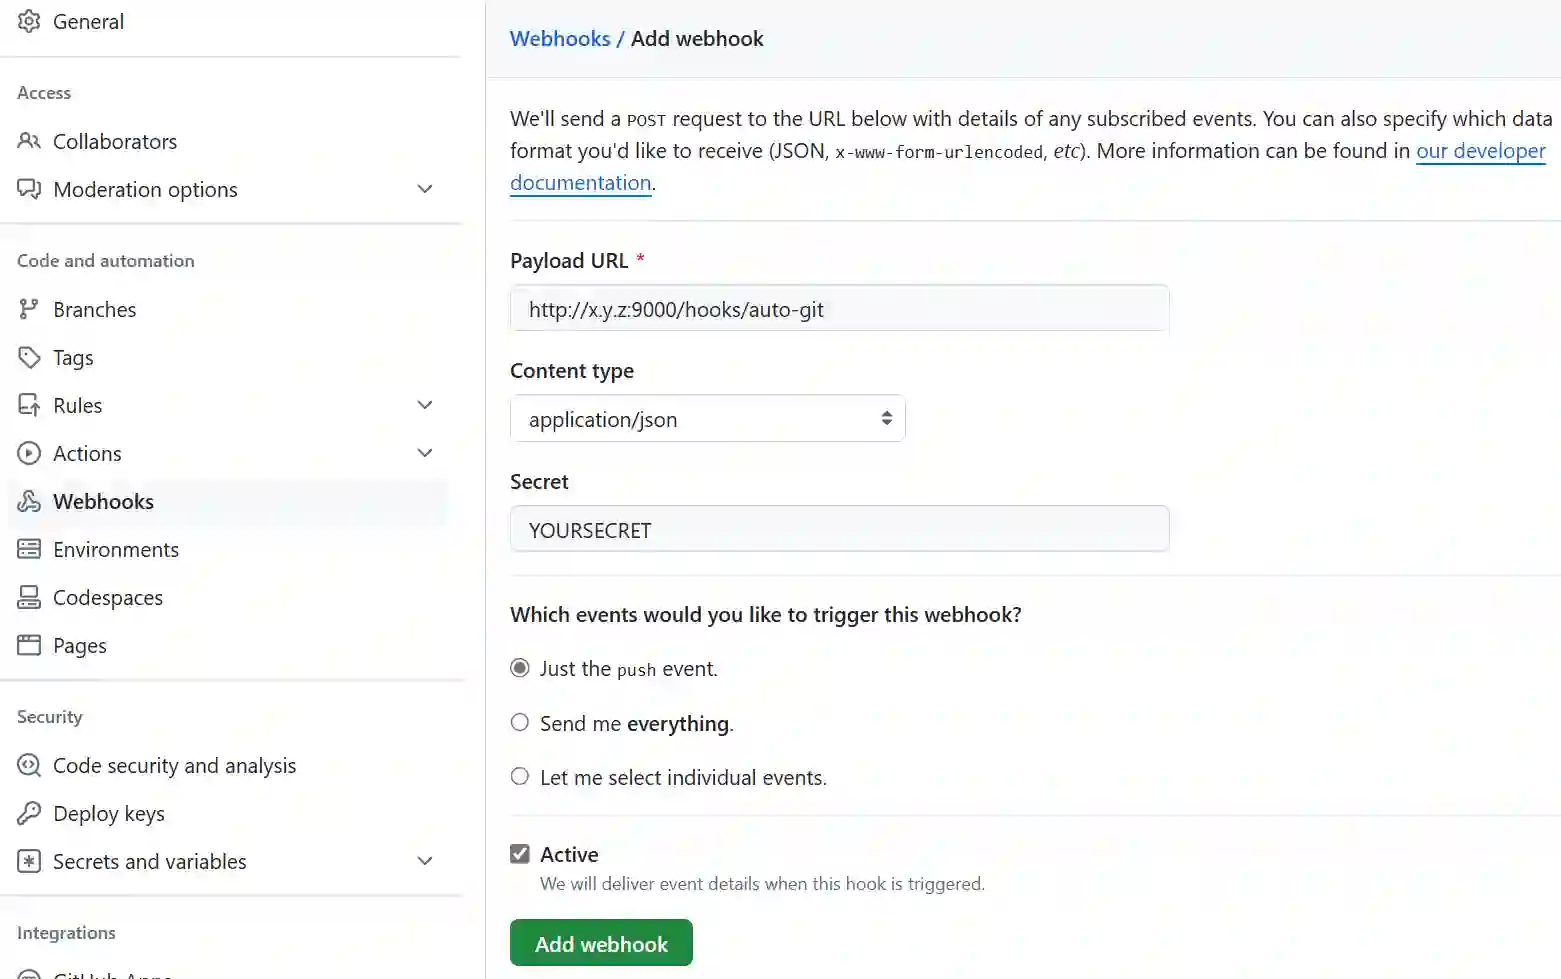 General
Access
Collaborators
Moderation options
Code and automation
Branches
Tags
Rules
Actions
Webhooks
Environments
Codespaces
Pages
Security
Code security and analysis
Deploy keys
Secrets and variables
Integrations
GitHub Apps
Webhooks / Add webhook
We'll send a POST request to the URL below with details of any subscribed events. You can also specify which data
format you'd like to receive (JSON, x-www-form-urlencoded, etc). More information can be found in our developer
documentation.
Payload URL *
http://x.y.z:9000/hooks/auto-git
Content type
application/json
Secret
YOURSECRET
Which events would you like to trigger this webhook?
Just the push event.
Send me everything.
Let me select individual events.
Active
We will deliver event details when this hook is triggered.
Add webhook